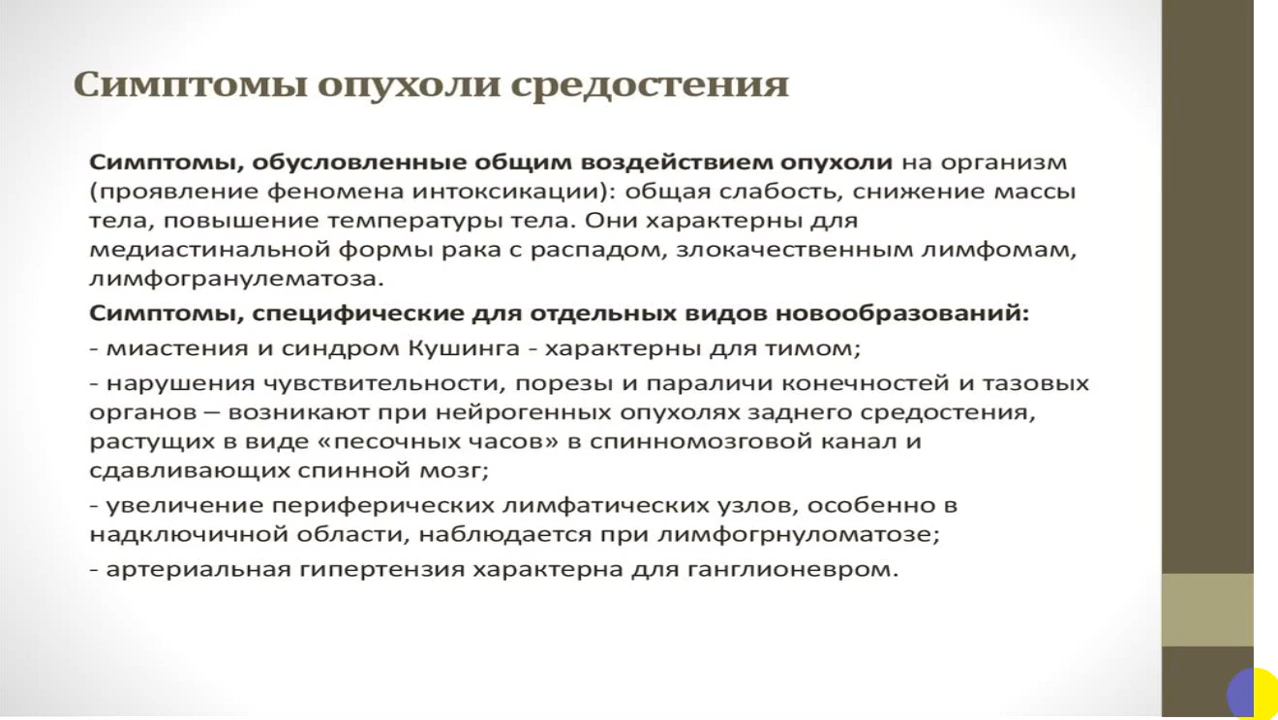 Симптомы опухоли средостения
Симптомы, обусловленные общим воздействием опухоли на организм
(проявление феномена интоксикации): общая слабость, снижение массы
тела, повышение температуры тела. Они характерны для
медиастинальной формы рака с распадом, злокачественным лимфомам,
лимфогранулематоза.
Симптомы, специфические для отдельных видов новообразований:
- миастения и синдром Кушинга - характерны для тимом;
- нарушения чувствительности, порезы и параличи конечностей и тазовых
органов – возникают при нейрогенных опухолях заднего средостения,
растущих в виде «песочных часов» в спинномозговой канал и
сдавливающих спинной мозг;
- увеличение периферических лимфатических узлов, особенно в
надключичной области, наблюдается при лимфогрнуломатозе;
- артериальная гипертензия характерна для ганглионевром.